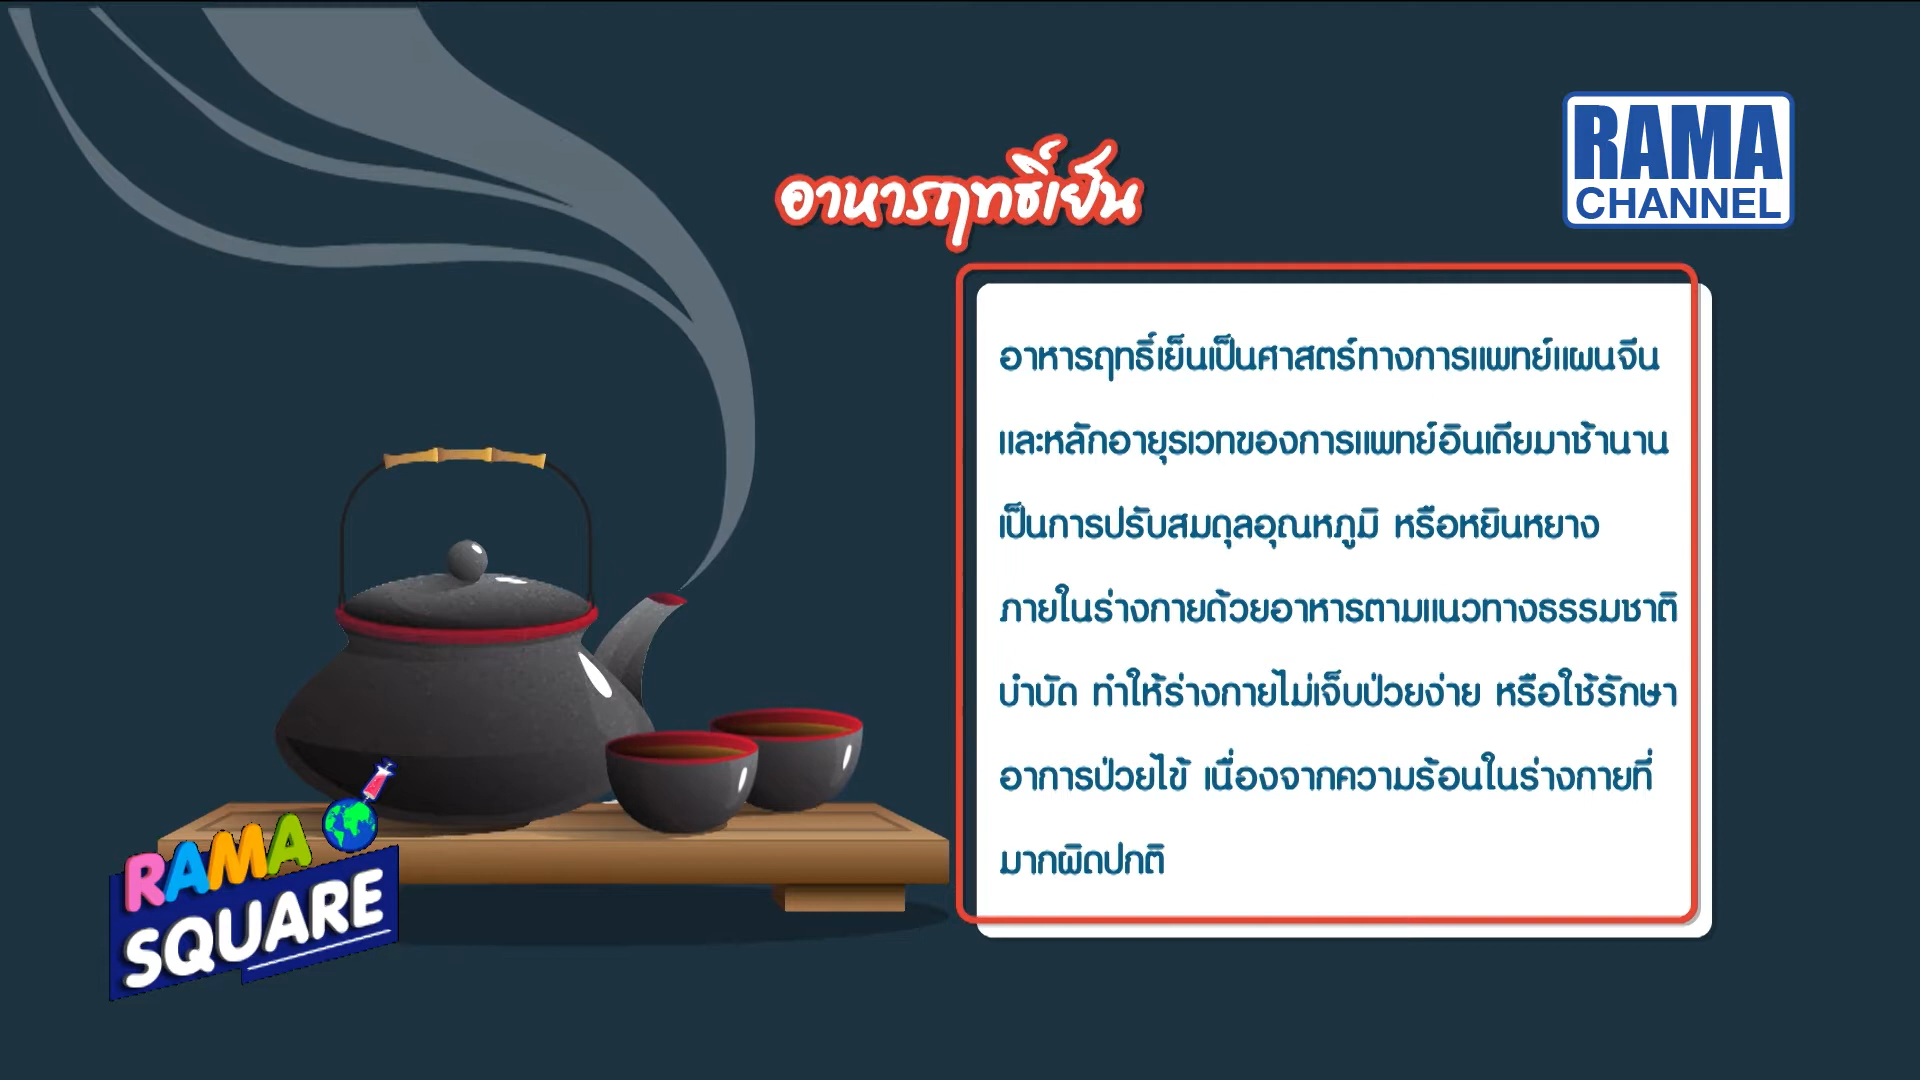 อาหารฤทธิ์เย็น
RAMA
CHANNEL
อาหารฤทธิ์เย็นเป็นศาสตร์ทางการแพทย์แผนจีน
และหลักอายุรเวทของการแพทย์อินเดียมาช้านาน
เป็นการปรับสมดุลอุณหภูมิ หรือหยินหยาง
ภายในร่างกายด้วยอาหารตามแนวทางธรรมชาติ
บำบัด ทำให้ร่างกายไม่เจ็บป่วยง่าย หรือใช้รักษา
อาการป่วยไข้ เนื่องจากความร้อนในร่างกายที่
มากผิดปกติ
RAMA
SQUARE